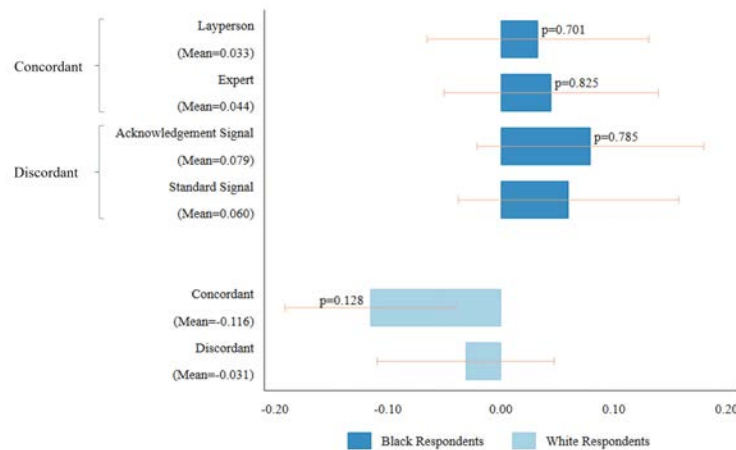 Layperson
p=0.701
Concordant
(Mean=0.033)
Expert
p=0.825
(Mean=0.044)
Acknowledgement Signal
p=0.785
Discordant
(Mean=0.079)
Standard Signal
(Mean=0.060)
Concordant
p=0.128
(Mean=-0.116)
Discordant
(Mean=-0.031)
-0.20 -0.10 0.00 0.10 0.20
Black Respondents White Respondents